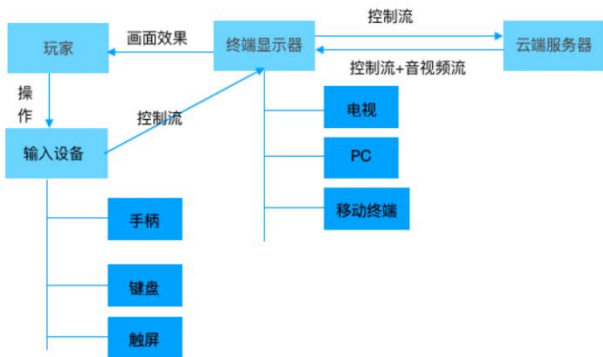 控制流
玩家
画面效果
终端显示器
云端服务器
控制流+音视频流
操
作
控制流
电视
输入设备
PC
移动终端
手柄
键盘
触屏